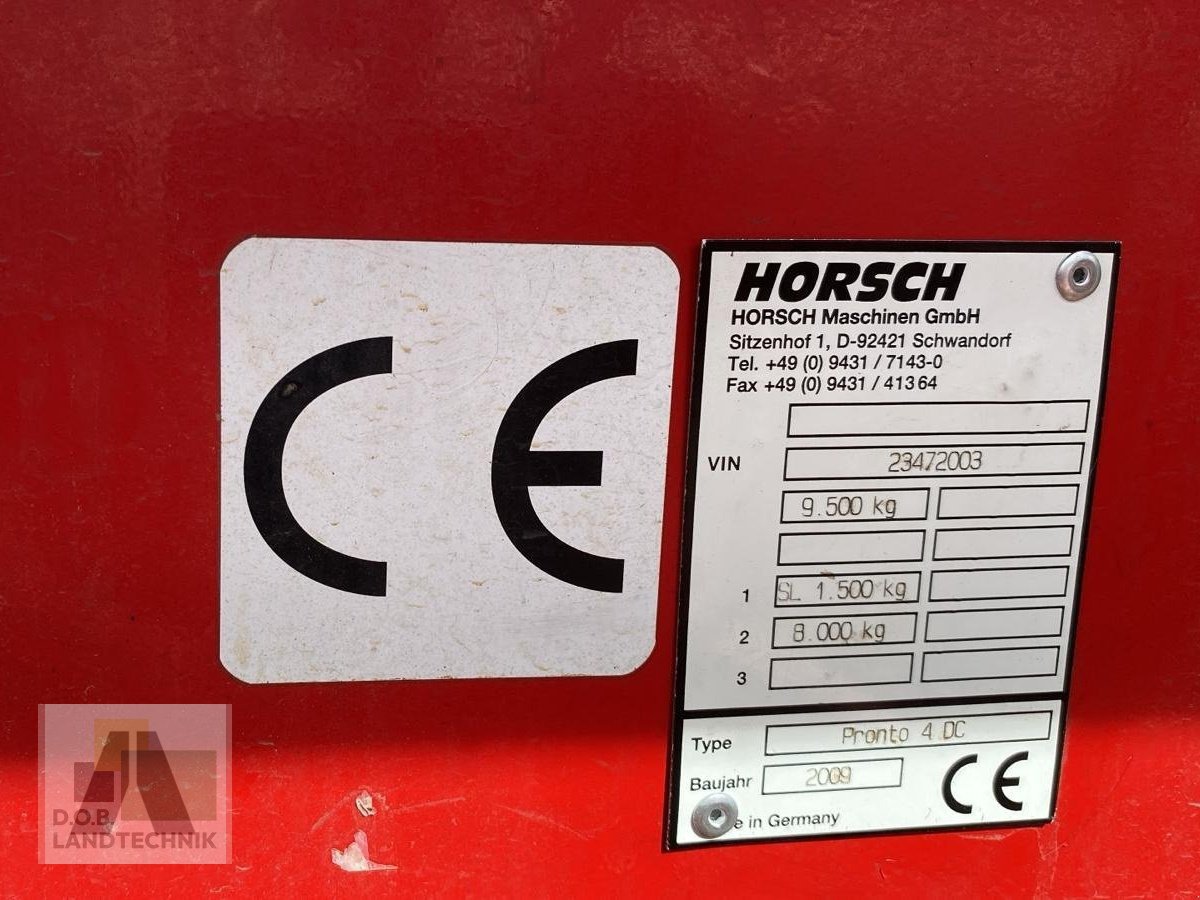 CE
HORSCH
HORSCH Maschinen GmbH
Sitzenhof 1, D-92421 Schwandorf
Tel. +49 (0) 9431 / 7143-0
Fax +49 (0) 9431 / 41364
VIN 23472003
9.500 kg
1 SL 1.500 kg
2 8.000 kg
3
Type Pronto 4 DC
Baujahr 2009
CE
in Germany
D.O.B.
LANDTECHNIK